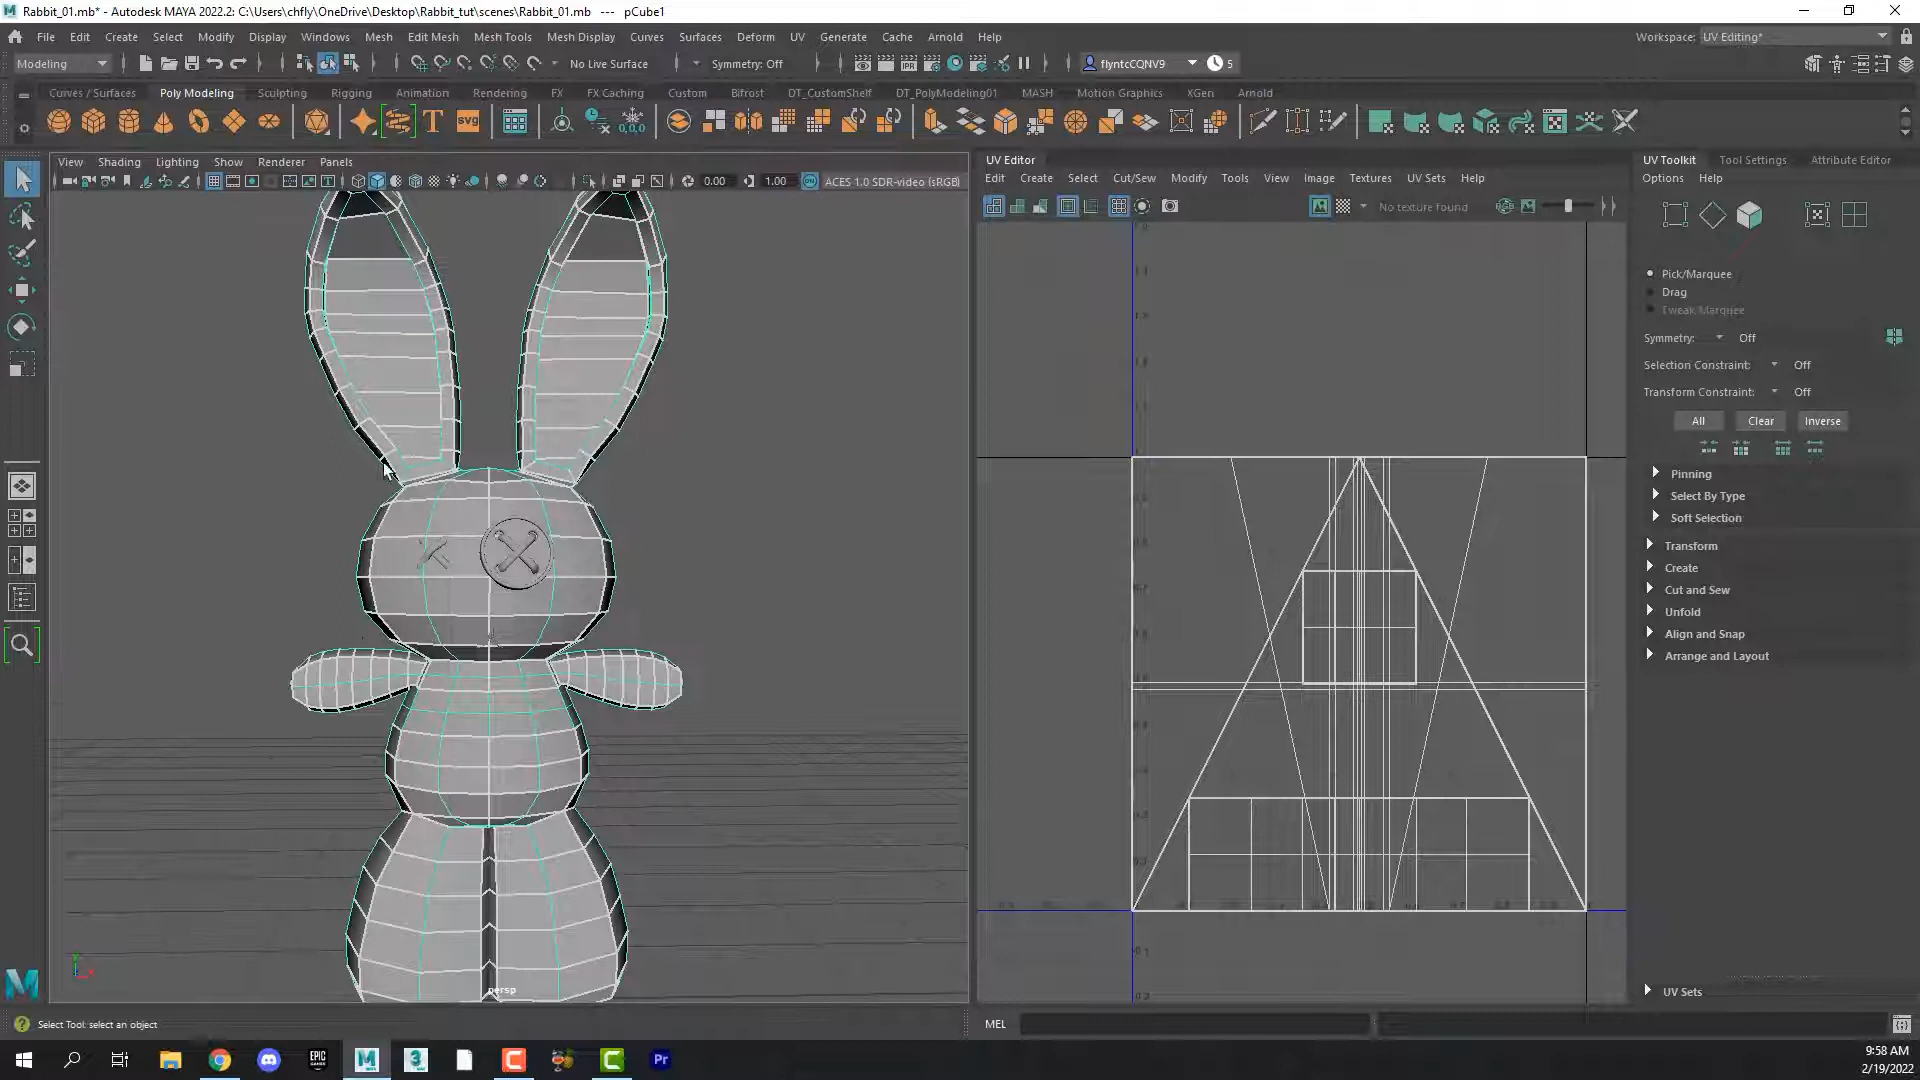 Rabbit_01.mb* - Autodesk MAYA 2022.2: C:\Users\chfly\OneDrive\Desktop\Rabbit_tut\scenes\Rabbit_01.mb --- pCube1
File Edit Create Select Modify Display Windows Mesh Edit Mesh Mesh Tools Mesh Display Curves Surfaces Deform UV Generate Cache Arnold Help
Workspace: UV Editing*
Modeling
No Live Surface
Symmetry: Off
flyntcCQNV9
5
Curves / Surfaces Poly Modeling Sculpting Rigging Animation Rendering FX FX Caching Custom Bifrost DT_CustomShelf DT_PolyModeling01 MASH Motion Graphics XGen Arnold
svg
0,0,0
View Shading Lighting Show Renderer Panels
0.00
1.00
ACES 1.0 SDR-video (sRGB)
persp
UV Editor
Edit Create Select Cut/Sew Modify Tools View Image Textures UV Sets Help
No texture found
UV Toolkit Tool Settings Attribute Editor
Options Help
Pick/Marquee
Drag
Tweak/Marquee
Symmetry: Off
Selection Constraint: Off
Transform Constraint: Off
All Clear Inverse
Pinning
Select By Type
Soft Selection
Transform
Create
Cut and Sew
Unfold
Align and Snap
Arrange and Layout
UV Sets
Select Tool: select an object
MEL
EPIC
Pr
9:58 AM
2/19/2022